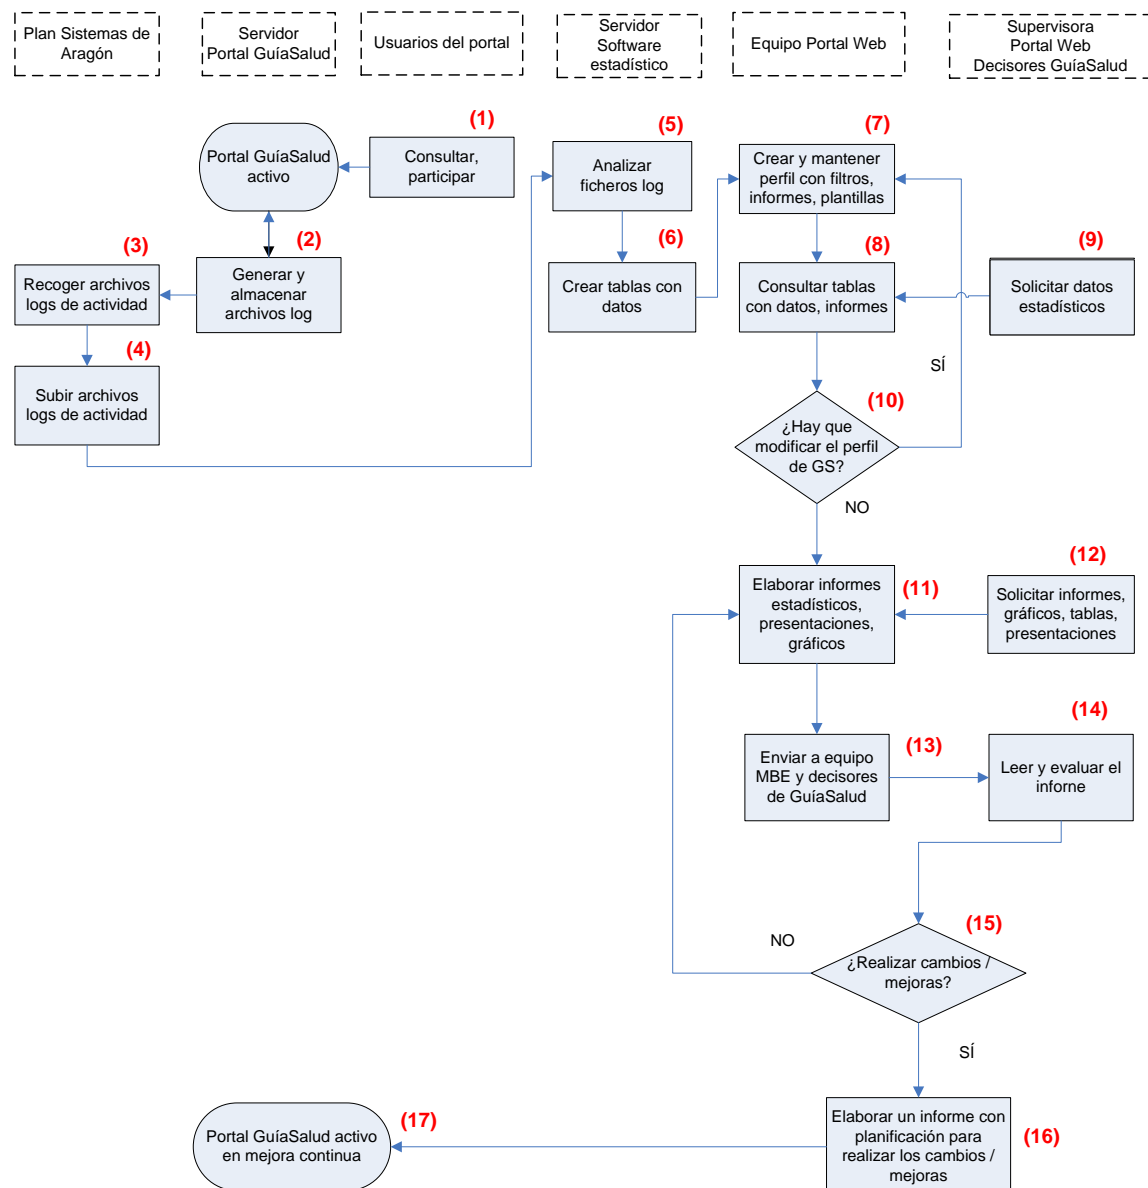 Plan Sistemas de
Aragón
Servidor
Portal GuíaSalud
Usuarios del portal
Servidor
Software
estadístico
Equipo Portal Web
Supervisora
Portal Web
Decisores GuíaSalud
(1)
Consultar,
participar
Portal GuíaSalud
activo
(2)
Generar y
almacenar
archivos log
(3)
Recoger archivos
logs de actividad
(4)
Subir archivos
logs de actividad
(5)
Analizar
ficheros log
(6)
Crear tablas con
datos
(7)
Crear y mantener
perfil con filtros,
informes, plantillas
(8)
Consultar tablas
con datos, informes
(9)
Solicitar datos
estadísticos
SÍ
(10)
¿Hay que
modificar el perfil
de GS?
NO
(11)
Elaborar informes
estadísticos,
presentaciones,
gráficos
(12)
Solicitar informes,
gráficos, tablas,
presentaciones
(13)
Enviar a equipo
MBE y decisores
de GuíaSalud
(14)
Leer y evaluar el
inforne
(15)
NO
¿Realizar cambios /
mejoras?
SÍ
(16)
Elaborar un informe con
planificación para
realizar los cambios /
mejoras
(17)
Portal GuíaSalud activo
en mejora continua